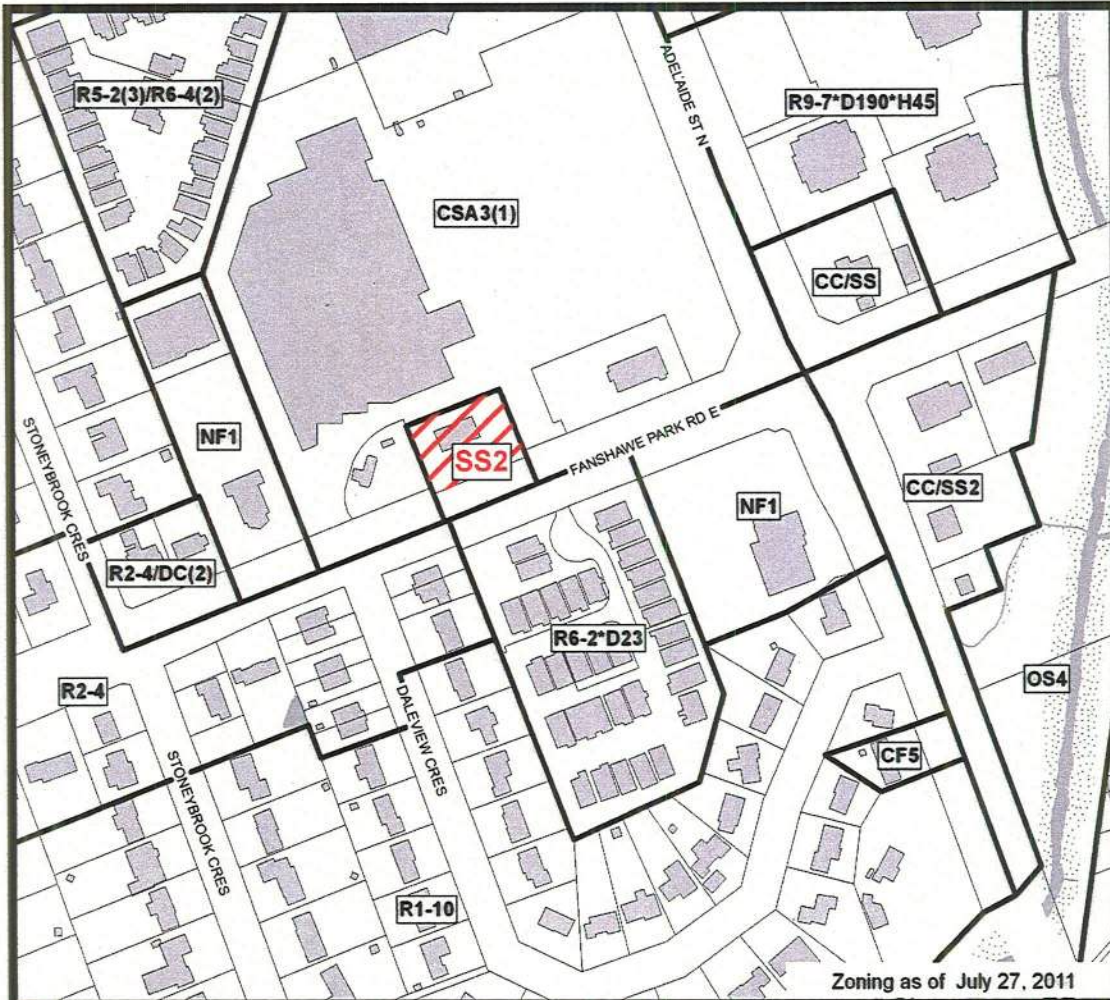 R5-2(3)/R6-4(2)
ADELAIDE ST N
R9-7*D190*H45
CSA3(1)
CC/SS
NF1
STONEYBROOK CRES
SS2
FANSHAWE PARK RD E
CC/SS2
NF1
R2-4/DC(2)
R6-2*D23
R2-4
DALEVIEW CRES
OS4
CF5
STONEYBROOK CRES
R1-10
Zoning as of July 27, 2011